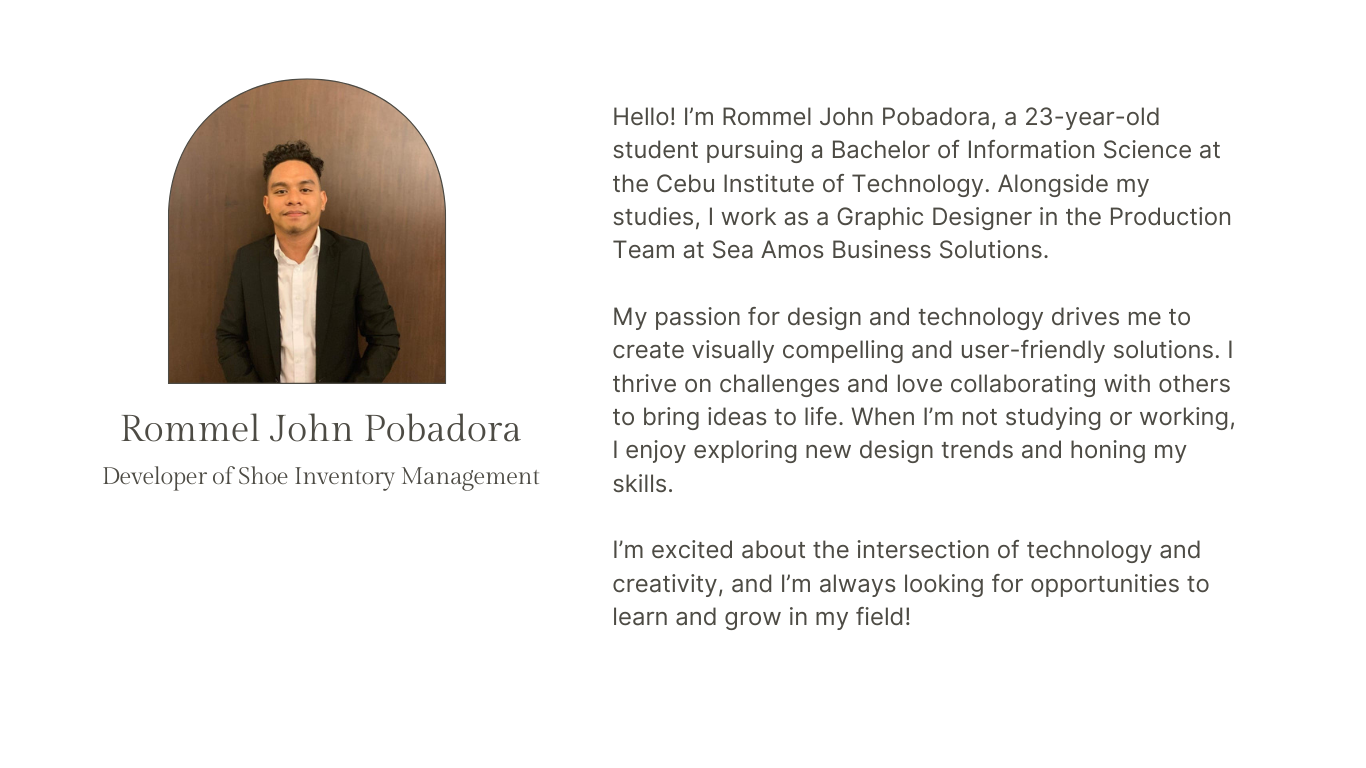 Rommel John Pobadora
Developer of Shoe Inventory Management
Hello! I’m Rommel John Pobadora, a 23-year-old
student pursuing a Bachelor of Information Science at
the Cebu Institute of Technology. Alongside my
studies, I work as a Graphic Designer in the Production
Team at Sea Amos Business Solutions.
My passion for design and technology drives me to
create visually compelling and user-friendly solutions. I
thrive on challenges and love collaborating with others
to bring ideas to life. When I’m not studying or working,
I enjoy exploring new design trends and honing my
skills.
I’m excited about the intersection of technology and
creativity, and I’m always looking for opportunities to
learn and grow in my field!